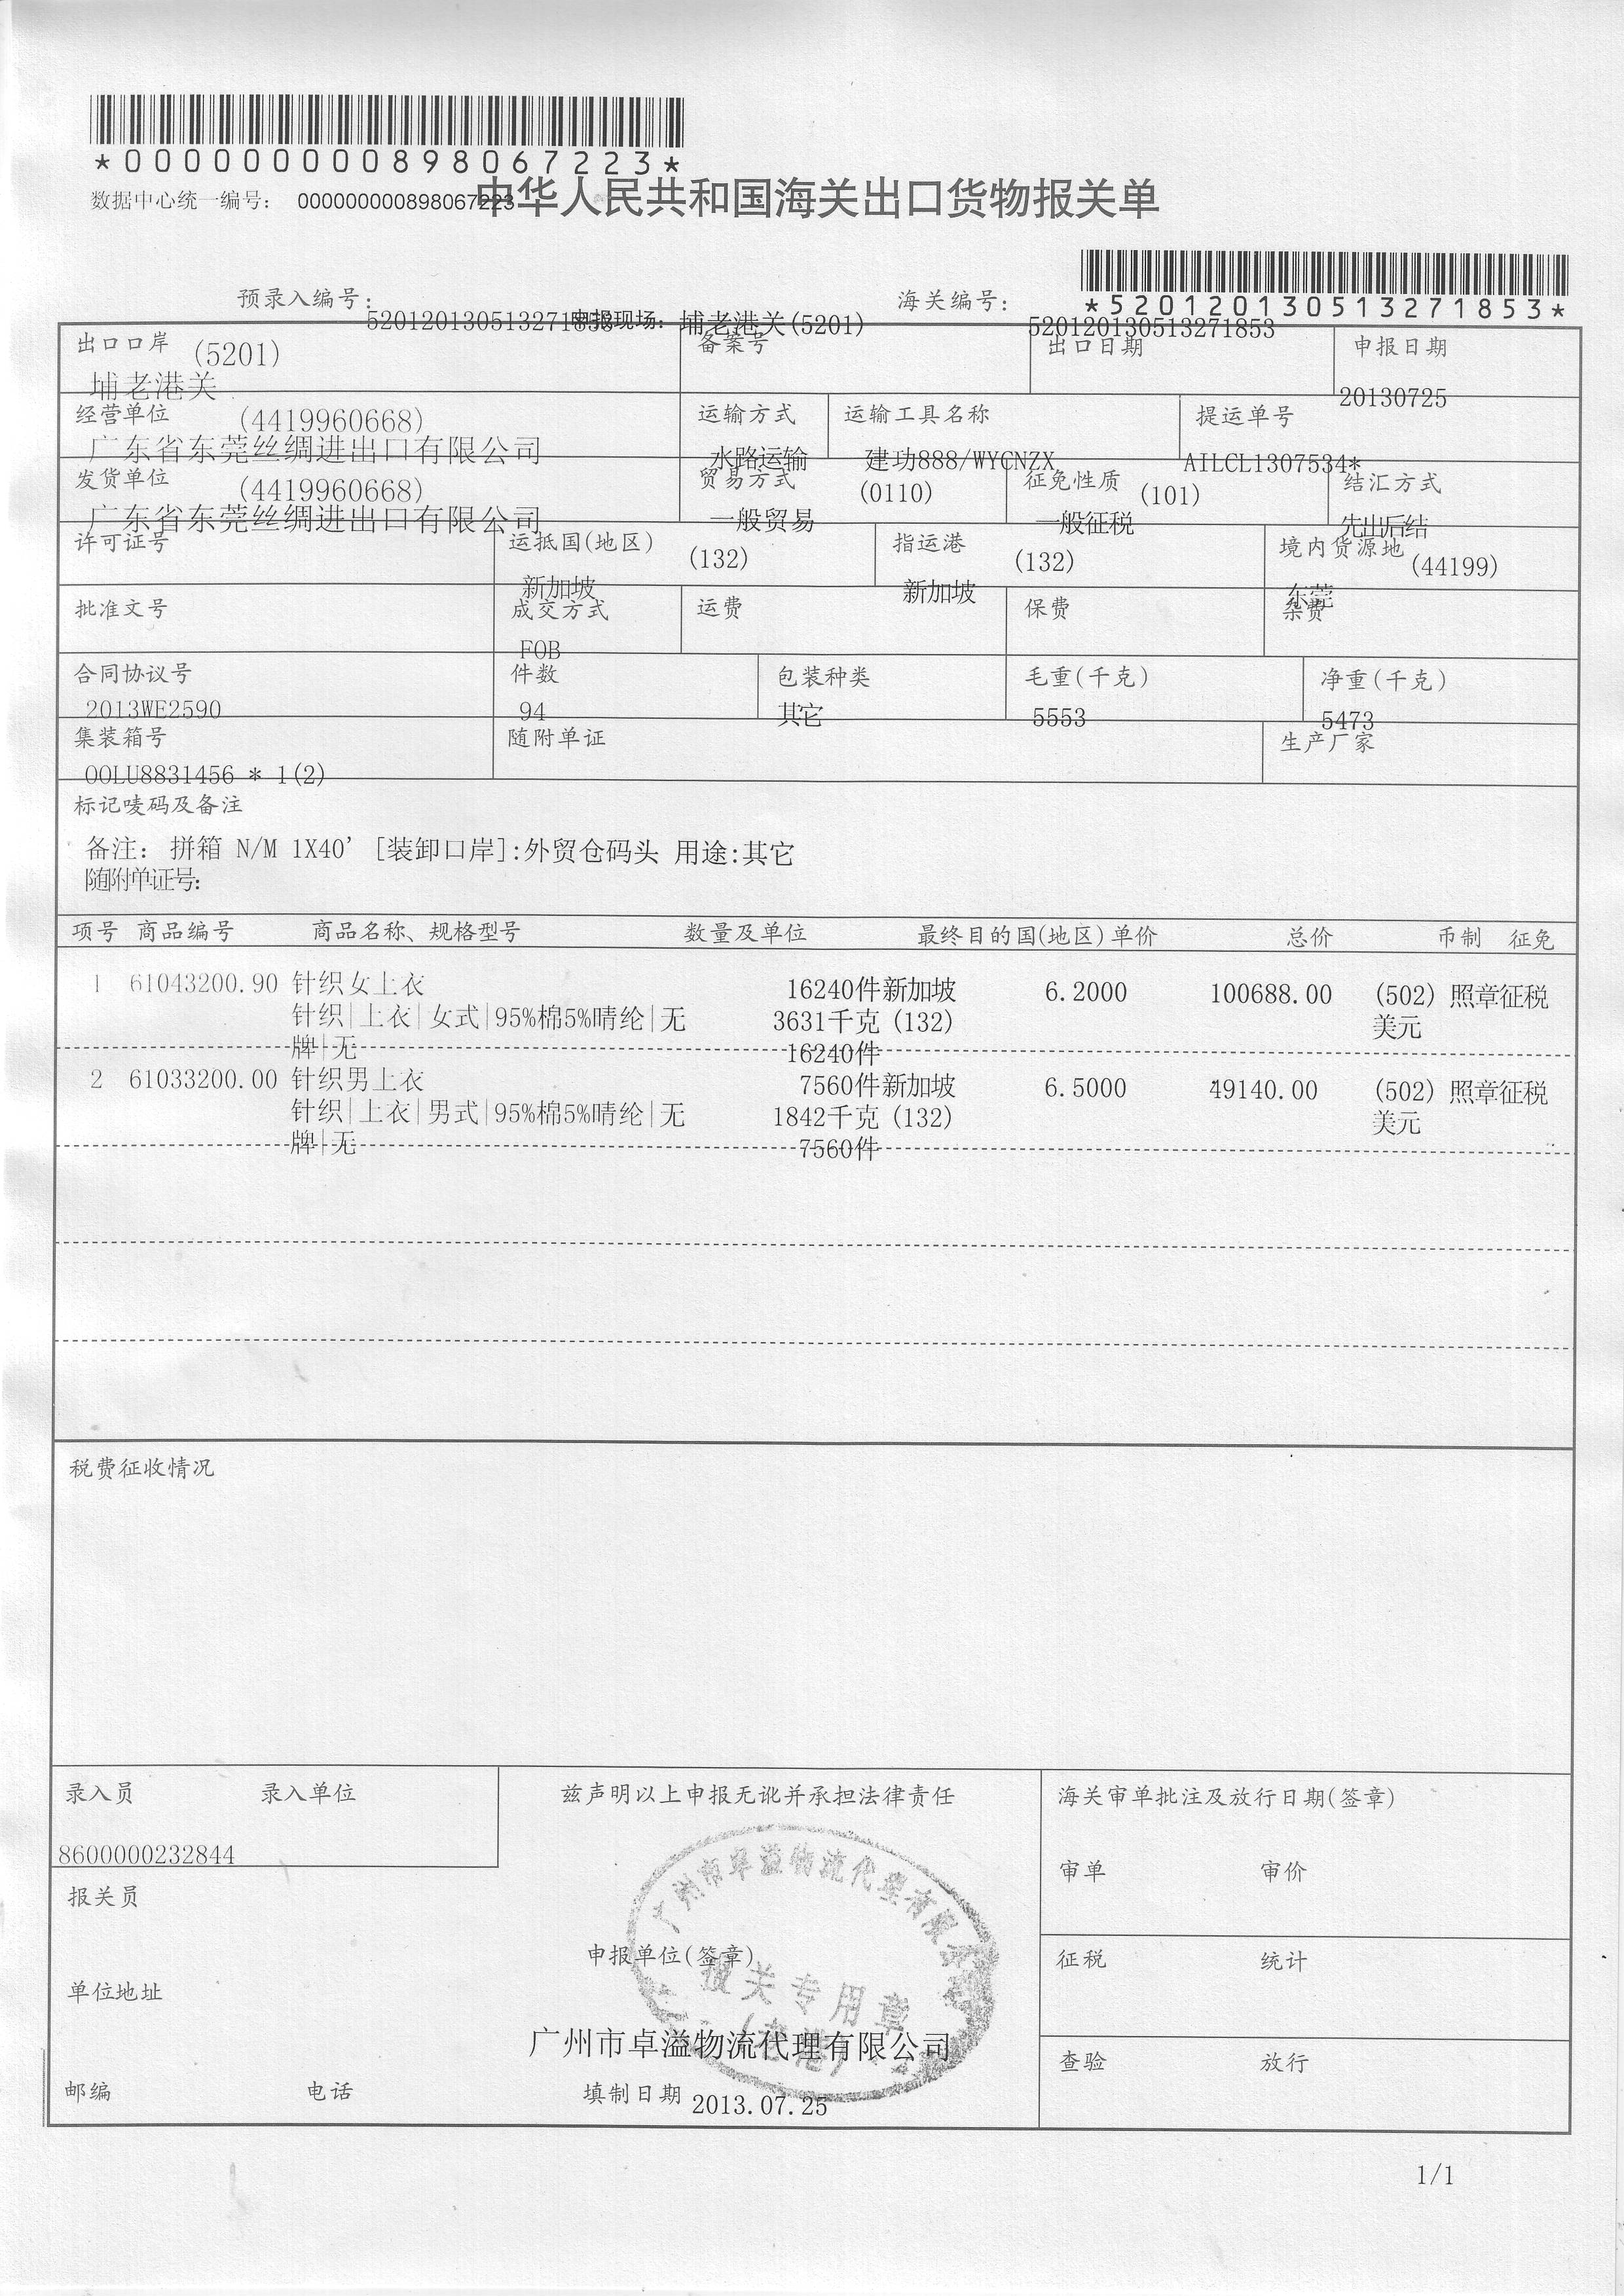 *000000000898067223*
数据中心统一编号： 000000000898067223
中华人民共和国海关出口货物报关单
*520120130513271853*
预录入编号： 520120130513271853 申报现场：埔老港关(5201) 海关编号： 520120130513271853
出口口岸 (5201) 备案号 出口日期 申报日期
埔老港关 20130725
经营单位 (4419960668) 运输方式 运输工具名称 提运单号
广东省东莞丝绸进出口有限公司 水路运输 建功888/WYCNZX AILCL1307534*
发货单位 (4419960668) 贸易方式 (0110) 征免性质 (101) 结汇方式
广东省东莞丝绸进出口有限公司 一般贸易 一般征税 先出后结
许可证号 运抵国(地区) (132) 指运港 (132) 境内货源地 (44199)
新加坡 新加坡 东莞
批准文号 成交方式 运费 保费 杂费
FOB
合同协议号 件数 包装种类 毛重(千克) 净重(千克)
2013WE2590 94 其它 5553 5473
集装箱号 随附单证 生产厂家
OOLU8831456 * 1(2)
标记唛码及备注
备注： 拼箱 N/M 1X40' [装卸口岸]:外贸仓码头 用途:其它
随附单证号:
项号 商品编号 商品名称、规格型号 数量及单位 最终目的国(地区) 单价 总价 币制 征免
1 61043200.90 针织女上衣 16240件新加坡 6.2000 100688.00 (502) 照章征税
针织|上衣|女式|95%棉5%晴纶|无 3631千克 (132) 美元
牌|无 16240件
2 61033200.00 针织男上衣 7560件新加坡 6.5000 49140.00 (502) 照章征税
针织|上衣|男式|95%棉5%晴纶|无 1842千克 (132) 美元
牌|无 7560件
税费征收情况
录入员 录入单位 兹声明以上申报无讹并承担法律责任 海关审单批注及放行日期(签章)
8600000232844
审单 审价
报关员
广州市卓溢物流代理有限公司
申报单位(签章)
报关专用章
(老港)
征税 统计
单位地址
广州市卓溢物流代理有限公司
查验 放行
邮编 电话 填制日期 2013.07.25
1/1